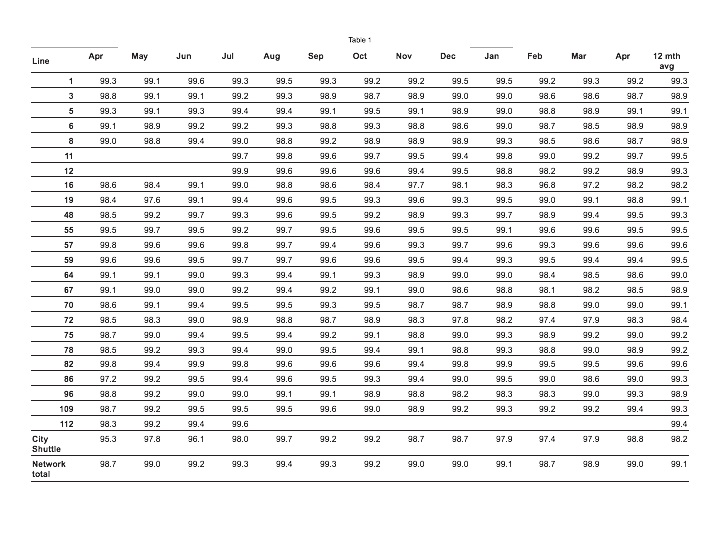 Table 1
Line Apr May Jun Jul Aug Sep Oct Nov Dec Jan Feb Mar Apr 12 mth avg
1 99.3 99.1 99.6 99.3 99.5 99.3 99.2 99.2 99.5 99.5 99.2 99.3 99.2 99.3
3 98.8 99.1 99.1 99.2 99.3 98.9 98.7 98.9 99.0 99.0 98.6 98.6 98.7 98.9
5 99.3 99.1 99.3 99.4 99.4 99.1 99.5 99.1 98.9 99.0 98.8 98.9 99.1 99.1
6 99.1 98.9 99.2 99.2 99.3 98.8 99.3 98.8 98.6 99.0 98.7 98.5 98.9 98.9
8 99.0 98.8 99.4 99.0 98.8 99.2 98.9 98.9 98.9 99.3 98.5 98.6 98.7 98.9
11 99.7 99.8 99.6 99.7 99.5 99.4 99.8 99.0 99.2 99.7 99.5
12 99.9 99.6 99.6 99.6 99.4 99.5 98.8 98.2 99.2 98.9 99.3
16 98.6 98.4 99.1 99.0 98.8 98.6 98.4 97.7 98.1 98.3 96.8 97.2 98.2 98.2
19 98.4 97.6 99.1 99.4 99.6 99.5 99.3 99.6 99.3 99.5 99.0 99.1 98.8 99.1
48 98.5 99.2 99.7 99.3 99.6 99.5 99.2 98.9 99.3 99.7 98.9 99.4 99.5 99.3
55 99.5 99.7 99.5 99.2 99.7 99.5 99.6 99.5 99.5 99.1 99.6 99.6 99.5 99.5
57 99.8 99.6 99.6 99.8 99.7 99.4 99.6 99.3 99.7 99.6 99.3 99.6 99.6 99.6
59 99.6 99.6 99.5 99.7 99.7 99.6 99.6 99.5 99.4 99.3 99.5 99.4 99.4 99.5
64 99.1 99.1 99.0 99.3 99.4 99.1 99.3 98.9 99.0 99.0 98.4 98.5 98.6 99.0
67 99.1 99.0 99.0 99.2 99.4 99.2 99.1 99.0 98.6 98.8 98.1 98.2 98.5 98.9
70 98.6 99.1 99.4 99.5 99.5 99.3 99.5 98.7 98.7 98.9 98.8 99.0 99.0 99.1
72 98.5 98.3 99.0 98.9 98.8 98.7 98.9 98.3 97.8 98.2 97.4 97.9 98.3 98.4
75 98.7 99.0 99.4 99.5 99.4 99.2 99.1 98.8 99.0 99.3 98.9 99.2 99.0 99.2
78 98.5 99.2 99.3 99.4 99.0 99.5 99.4 99.1 98.8 99.3 98.8 99.0 98.9 99.2
82 99.8 99.4 99.9 99.8 99.6 99.6 99.6 99.4 99.8 99.9 99.5 99.5 99.6 99.6
86 97.2 99.2 99.5 99.4 99.6 99.5 99.3 99.4 99.0 99.5 99.0 98.6 99.0 99.3
96 98.8 99.2 99.0 99.0 99.1 99.1 98.9 98.8 98.2 98.3 98.3 99.0 99.3 98.9
109 98.7 99.2 99.5 99.5 99.5 99.6 99.0 98.9 99.2 99.3 99.2 99.2 99.4 99.3
112 98.3 99.2 99.4 99.6 99.4
City Shuttle 95.3 97.8 96.1 98.0 99.7 99.2 99.2 98.7 98.7 97.9 97.4 97.9 98.8 98.2
Network total 98.7 99.0 99.2 99.3 99.4 99.3 99.2 99.0 99.0 99.1 98.7 98.9 99.0 99.1